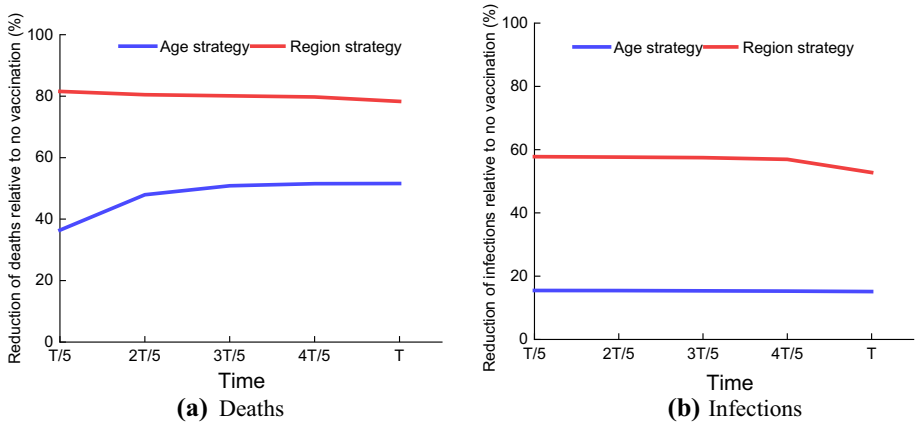 Reduction of deaths relative to no vaccination (%)
100
80
60
40
20
0
Age strategy
Region strategy
T/5
2T/5
3T/5
4T/5
T
Time
(a) Deaths
Reduction of infections relative to no vaccination (%)
100
80
60
40
20
0
Age strategy
Region strategy
T/5
2T/5
3T/5
4T/5
T
Time
(b) Infections